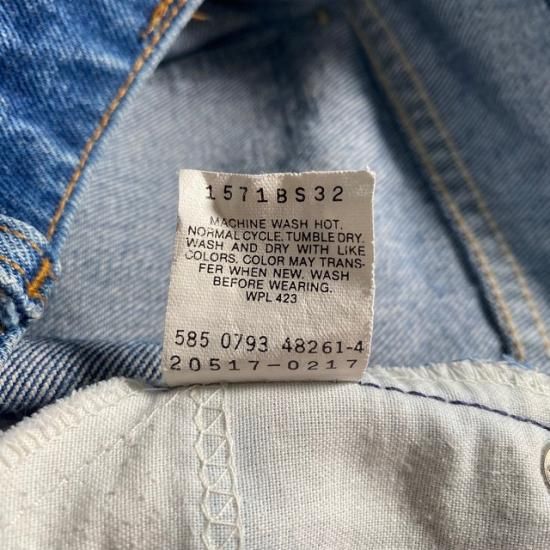 1571BS32
MACHINE WASH HOT.
NORMAL CYCLE. TUMBLE DRY.
WASH AND DRY WITH LIKE
COLORS. COLOR MAY TRANS-
FER WHEN NEW. WASH
BEFORE WEARING.
WPL 423
585 0793 48261-4
20517-0217